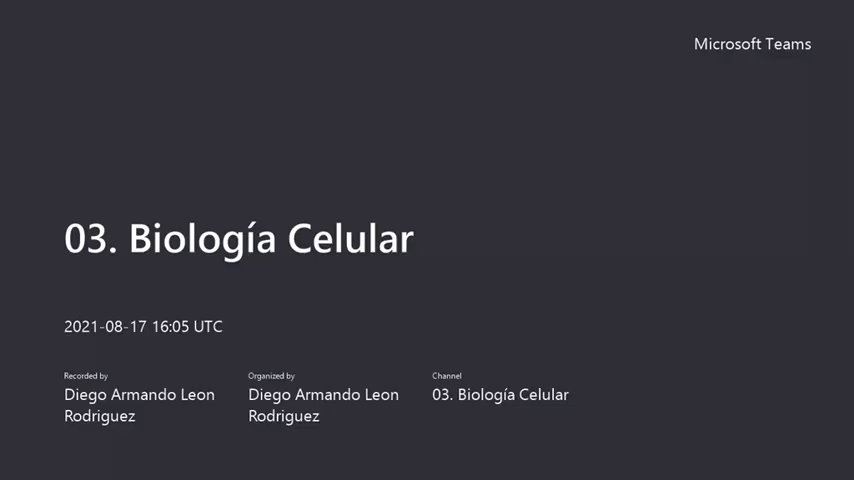 Microsoft Teams
03. Biología Celular
2021-08-17 16:05 UTC
Recorded by
Diego Armando Leon
Rodriguez
Organized by
Diego Armando Leon
Rodriguez
Channel
03. Biología Celular